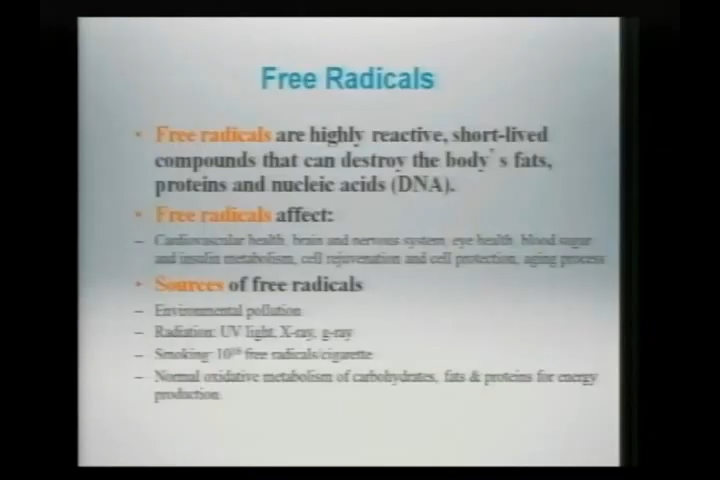 Free Radicals
• Free radicals are highly reactive, short-lived
compounds that can destroy the body's fats,
proteins and nucleic acids (DNA).
• Free radicals affect:
– Cardiovascular health, brain and nervous system, eye health, blood sugar
and insulin metabolism, cell rejuvenation and cell protection, aging process
• Sources of free radicals
– Environmental pollution
– Radiation: UV light, X-ray, g-ray
– Smoking: free radicals/cigarette
– Normal oxidative metabolism of carbohydrates, fats & proteins for energy
production.